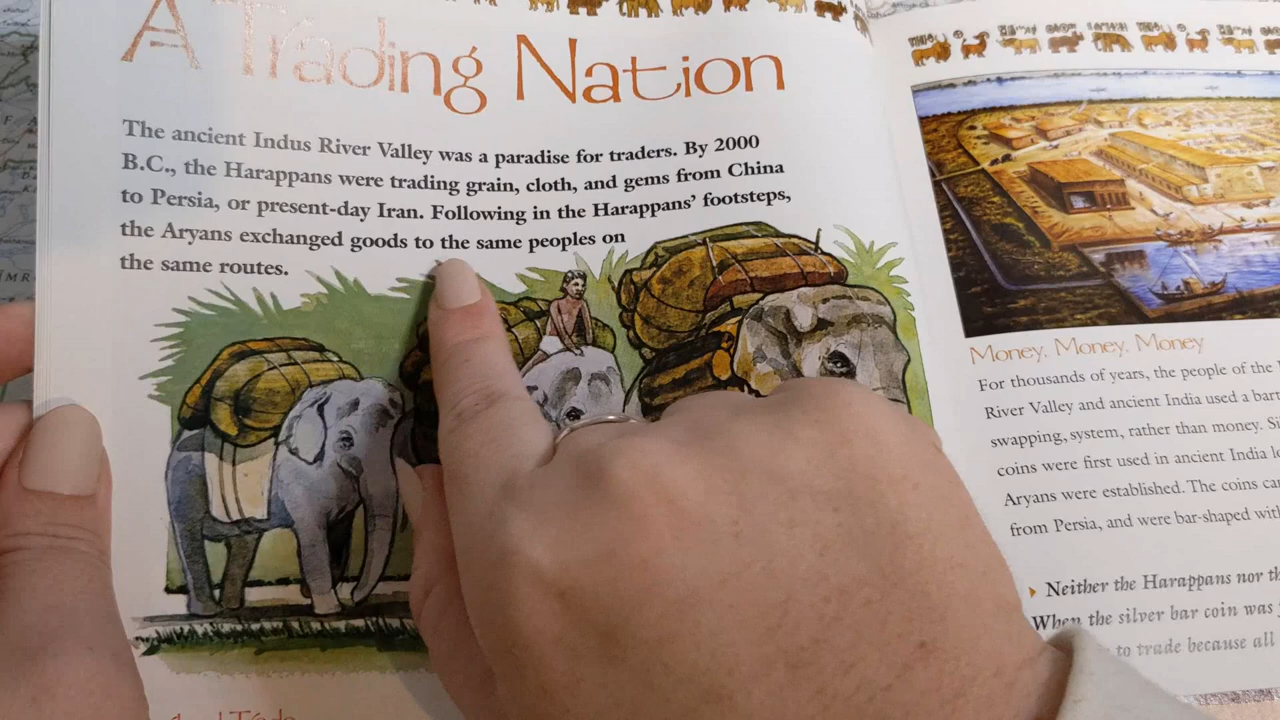 A Trading Nation
The ancient Indus River Valley was a paradise for traders. By 2000
B.C., the Harappans were trading grain, cloth, and gems from China
to Persia, or present-day Iran. Following in the Harappans' footsteps,
the Aryans exchanged goods to the same peoples on
the same routes.
Money, Money, Money
For thousands of years, the people of the
River Valley and ancient India used a
swapping, system, rather than money.
coins were first used in ancient India
Aryans were established. The coins
from Persia, and were bar-shaped
Neither the Harappans nor
When the silver bar coin was
to trade because all